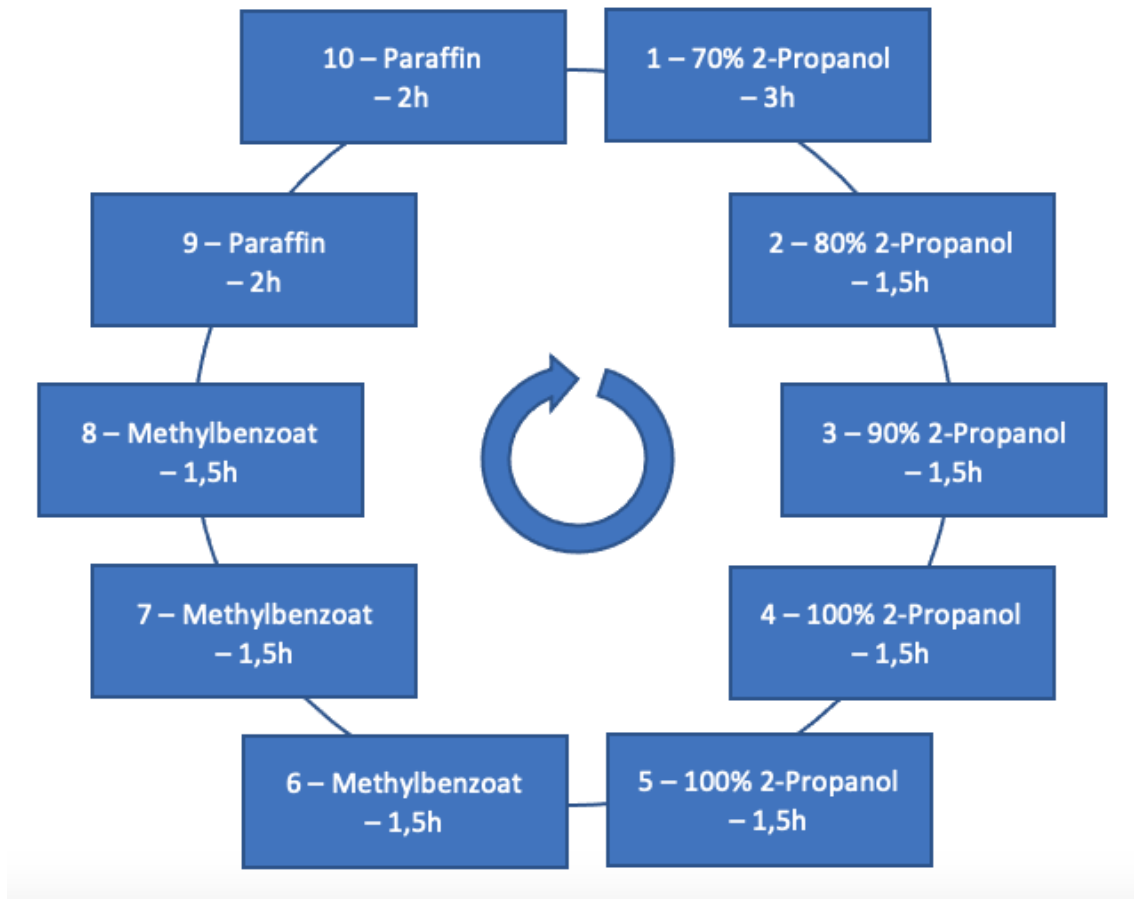 10 – Paraffin
– 2h
1 – 70% 2-Propanol
– 3h
9 – Paraffin
– 2h
2 – 80% 2-Propanol
– 1,5h
8 – Methylbenzoat
– 1,5h
3 – 90% 2-Propanol
– 1,5h
7 – Methylbenzoat
– 1,5h
4 – 100% 2-Propanol
– 1,5h
6 – Methylbenzoat
– 1,5h
5 – 100% 2-Propanol
– 1,5h